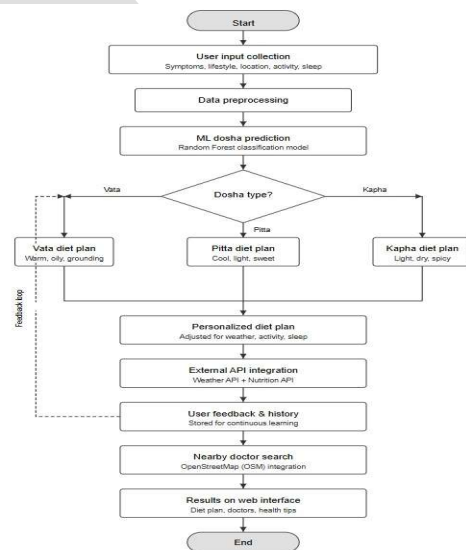 Start
User input collection
Symptoms, lifestyle, location, activity, sleep
Data preprocessing
ML dosha prediction
Random Forest classification model
Dosha type?
Vata
Kapha
Pitta
Vata diet plan
Warm, oily, grounding
Pitta diet plan
Cool, light, sweet
Kapha diet plan
Light, dry, spicy
Feedback loop
Personalized diet plan
Adjusted for weather, activity, sleep
External API integration
Weather API + Nutrition API
User feedback & history
Stored for continuous learning
Nearby doctor search
OpenStreetMap (OSM) integration
Results on web interface
Diet plan, doctors, health tips
End